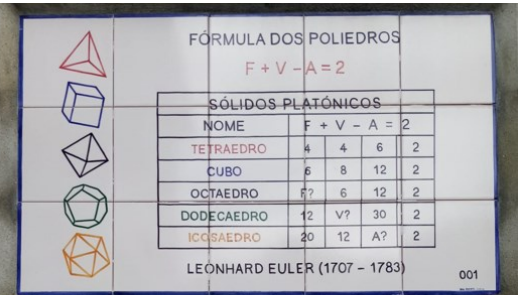 FÓRMULA DOS POLIEDROS
F + V – A = 2
SÓLIDOS PLATÓNICOS
NOME F + V – A = 2
TETRAEDRO 4 4 6 2
CUBO 6 8 12 2
OCTAEDRO F? 6 12 2
DODECAEDRO 12 V? 30 2
ICOSAEDRO 20 12 A? 2
LEONHARD EULER (1707 – 1783)
001